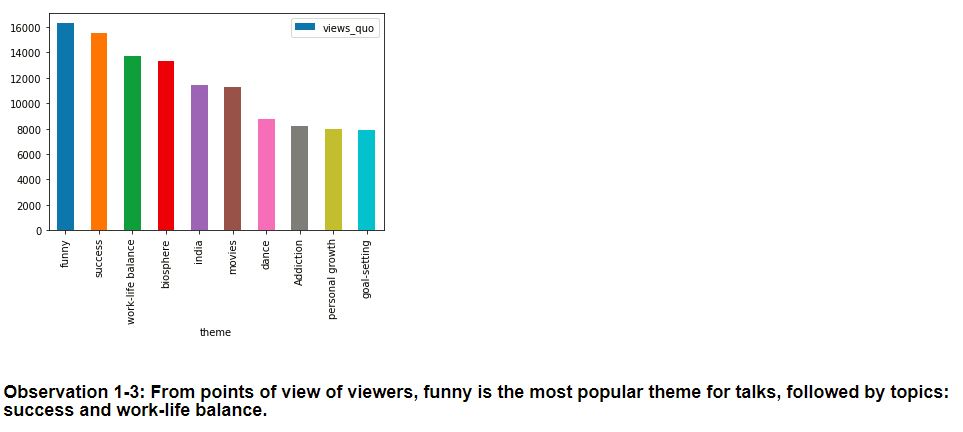 views_quo
16000
14000
12000
10000
8000
6000
4000
2000
0
funny
success
work-life balance
biosphere
india
movies
dance
Addiction
personal growth
goal-setting
theme
Observation 1-3: From points of view of viewers, funny is the most popular theme for talks, followed by topics:
success and work-life balance.